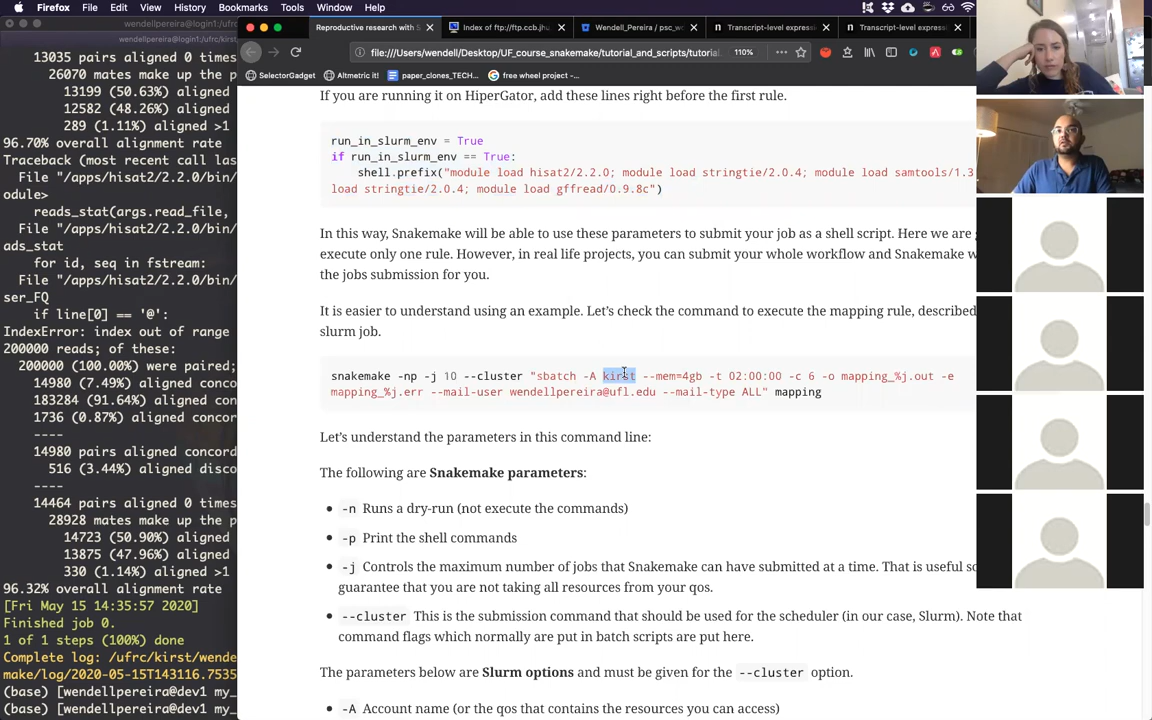 Firefox File Edit View History Bookmarks Tools Window Help
wendellpereira@login1:~
wendellpereira@login1:/ufrc/kirst
Reproductive research with S
Index of ftp://ftp.ccb.jhu
Wendell_Pereira / psc_wo
Transcript-level expressi
Transcript-level expressi
file:///Users/wendell/Desktop/UF_course_snakemake/tutorial_and_scripts/tutorial
110%
SelectorGadget Altmetric it! paper_clones_TECH... free wheel project -...
13035 pairs aligned 0 times
26070 mates make up the p
13199 (50.63%) aligned
12582 (48.26%) aligned
289 (1.11%) aligned >1
96.70% overall alignment rate
Traceback (most recent call las
File "/apps/hisat2/2.2.0/bin/
odule>
reads_stat(args.read_file,
File "/apps/hisat2/2.2.0/bin/
ads_stat
for id, seq in fstream:
File "/apps/hisat2/2.2.0/bin/
ser_FQ
if line[0] == '@':
IndexError: index out of range
200000 reads; of these:
200000 (100.00%) were paired;
14980 (7.49%) aligned conco
183284 (91.64%) aligned con
1736 (0.87%) aligned concor
----
14980 pairs aligned concord
516 (3.44%) aligned disco
----
14464 pairs aligned 0 times
28928 mates make up the p
14723 (50.90%) aligned
13875 (47.96%) aligned
330 (1.14%) aligned >1
96.32% overall alignment rate
[Fri May 15 14:35:57 2020]
Finished job 0.
1 of 1 steps (100%) done
Complete log: /ufrc/kirst/wende
make/log/2020-05-15T143116.7535
(base) [wendellpereira@dev1 my_
(base) [wendellpereira@dev1 my_
If you are running it on HiperGator, add these lines right before the first rule.
run_in_slurm_env = True
if run_in_slurm_env == True:
shell.prefix("module load hisat2/2.2.0; module load stringtie/2.0.4; module load samtools/1.3
load stringtie/2.0.4; module load gffread/0.9.8c")
In this way, Snakemake will be able to use these parameters to submit your job as a shell script. Here we are
execute only one rule. However, in real life projects, you can submit your whole workflow and Snakemake w
the jobs submission for you.
It is easier to understand using an example. Let's check the command to execute the mapping rule, described
slurm job.
snakemake -np -j 10 --cluster "sbatch -A kirst --mem=4gb -t 02:00:00 -c 6 -o mapping_%j.out -e
mapping_%j.err --mail-user wendellpereira@ufl.edu --mail-type ALL" mapping
Let's understand the parameters in this command line:
The following are Snakemake parameters:
-n Runs a dry-run (not execute the commands)
-p Print the shell commands
-j Controls the maximum number of jobs that Snakemake can have submitted at a time. That is useful so
guarantee that you are not taking all resources from your qos.
--cluster This is the submission command that should be used for the scheduler (in our case, Slurm). Note that
command flags which normally are put in batch scripts are put here.
The parameters below are Slurm options and must be given for the --cluster option.
-A Account name (or the qos that contains the resources you can access)